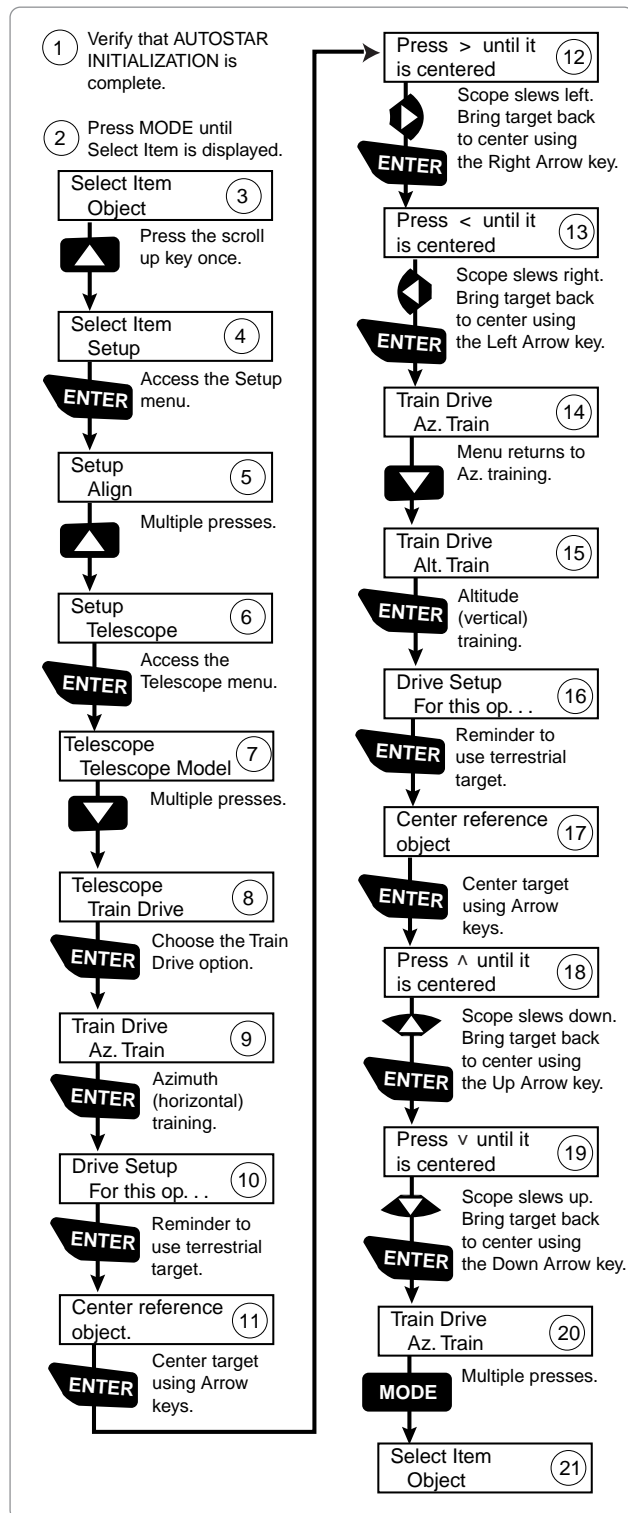 1 Verify that AUTOSTAR
INITIALIZATION is
complete.
2 Press MODE until
Select Item is displayed.
Select Item
Object 3
Press the scroll
up key once.
Select Item
Setup 4
ENTER
Access the Setup
menu.
Setup
Align 5
Multiple presses.
Setup
Telescope 6
ENTER
Access the
Telescope menu.
Telescope
Telescope Model 7
Multiple presses.
Telescope
Train Drive 8
ENTER
Choose the Train
Drive option.
Train Drive
Az. Train 9
ENTER
Azimuth
(horizontal)
training.
Drive Setup
For this op. . . 10
ENTER
Reminder to
use terrestrial
target.
Center reference
object. 11
ENTER
Center target
using Arrow
keys.
Press > until it
is centered 12
Scope slews left.
Bring target back
to center using
the Right Arrow key.
ENTER
Press < until it
is centered 13
Scope slews right.
Bring target back
to center using
the Left Arrow key.
ENTER
Train Drive
Az. Train 14
Menu returns to
Az. training.
Train Drive
Alt. Train 15
ENTER
Altitude
(vertical)
training.
Drive Setup
For this op. . . 16
ENTER
Reminder to
use terrestrial
target.
Center reference
object 17
ENTER
Center target
using Arrow
keys.
Press ^ until it
is centered 18
Scope slews down.
Bring target back
to center using
the Up Arrow key.
ENTER
Press v until it
is centered 19
Scope slews up.
Bring target back
to center using
the Down Arrow key.
ENTER
Train Drive
Az. Train 20
MODE
Multiple presses.
Select Item
Object 21